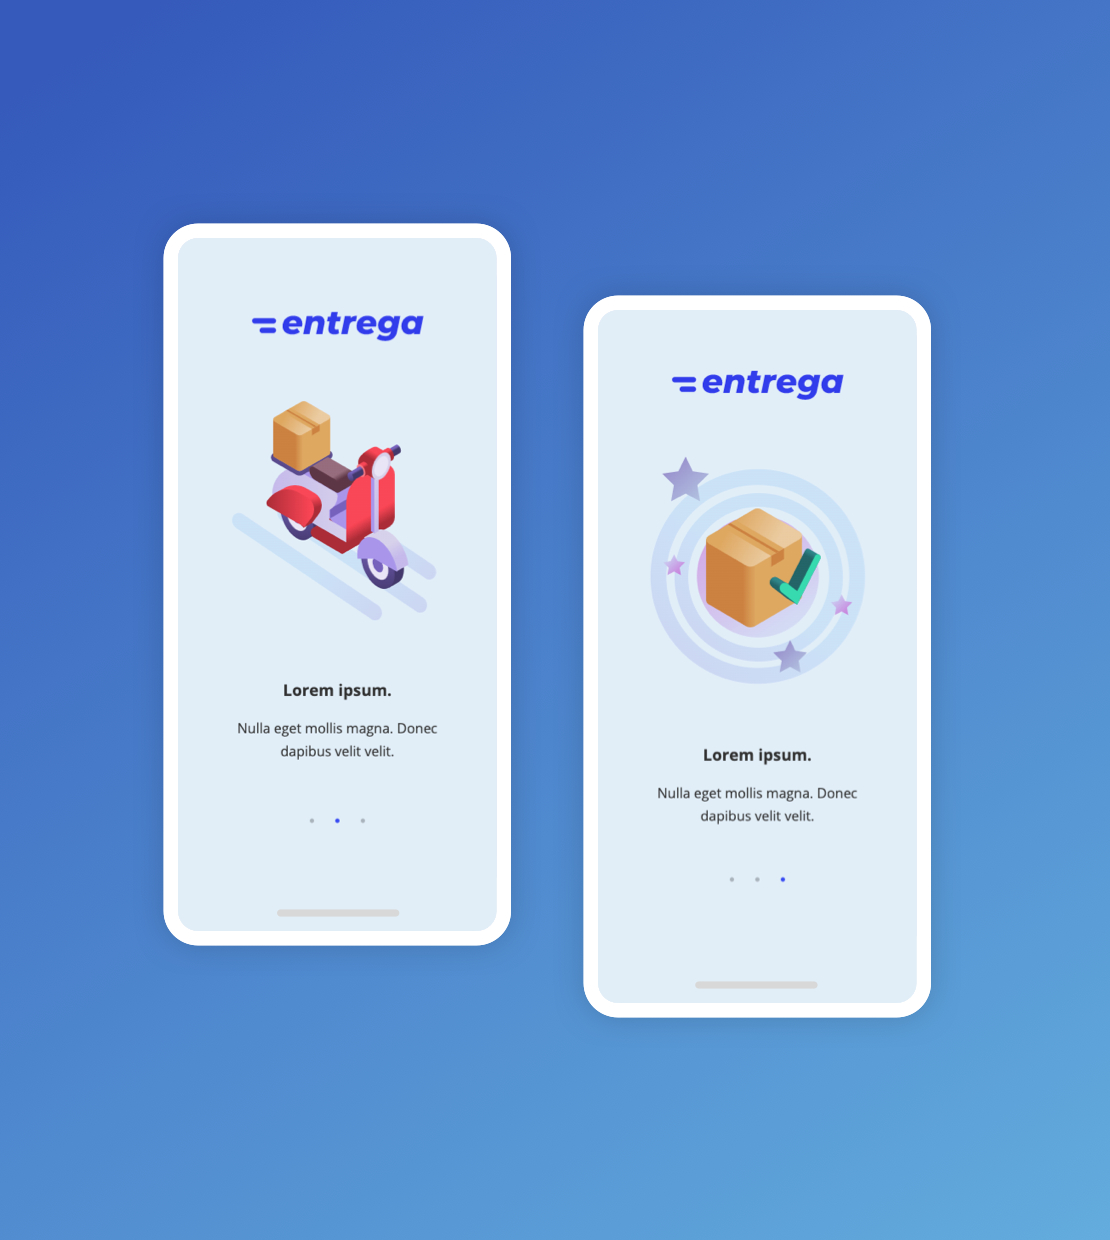 entrega
Lorem ipsum.
Nulla eget mollis magna. Donec
dapibus velit velit.
entrega
Lorem ipsum.
Nulla eget mollis magna. Donec
dapibus velit velit.